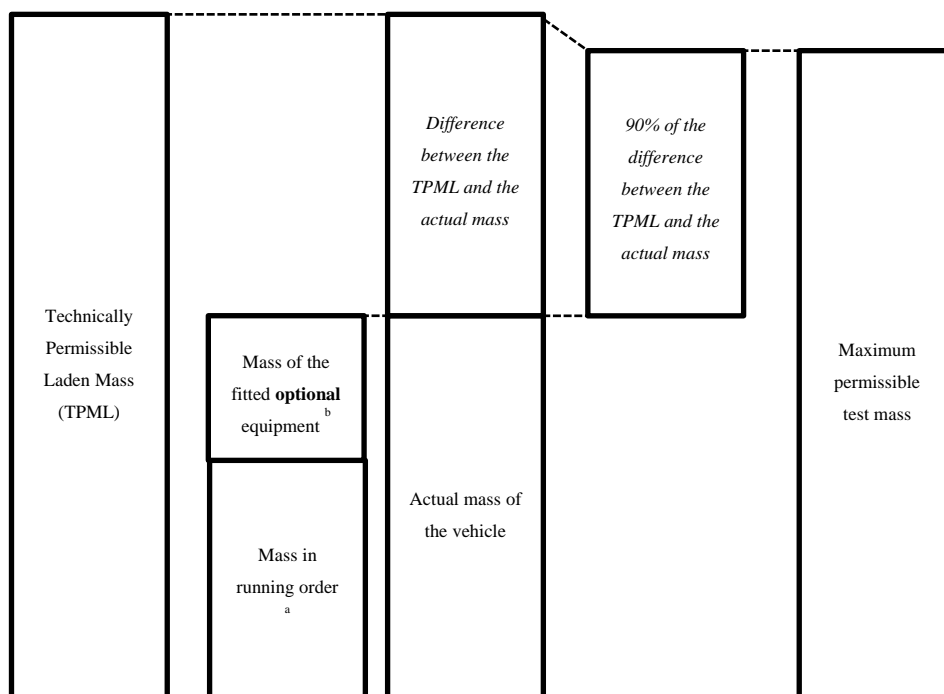 Difference
between the
TPML and the
actual mass
90% of the
difference
between the
TPML and the
actual mass
Technically
Permissible
Laden Mass
(TPML)
Mass of the
fitted optional
equipment b
Maximum
permissible
test mass
Actual mass of
the vehicle
Mass in
running order
a